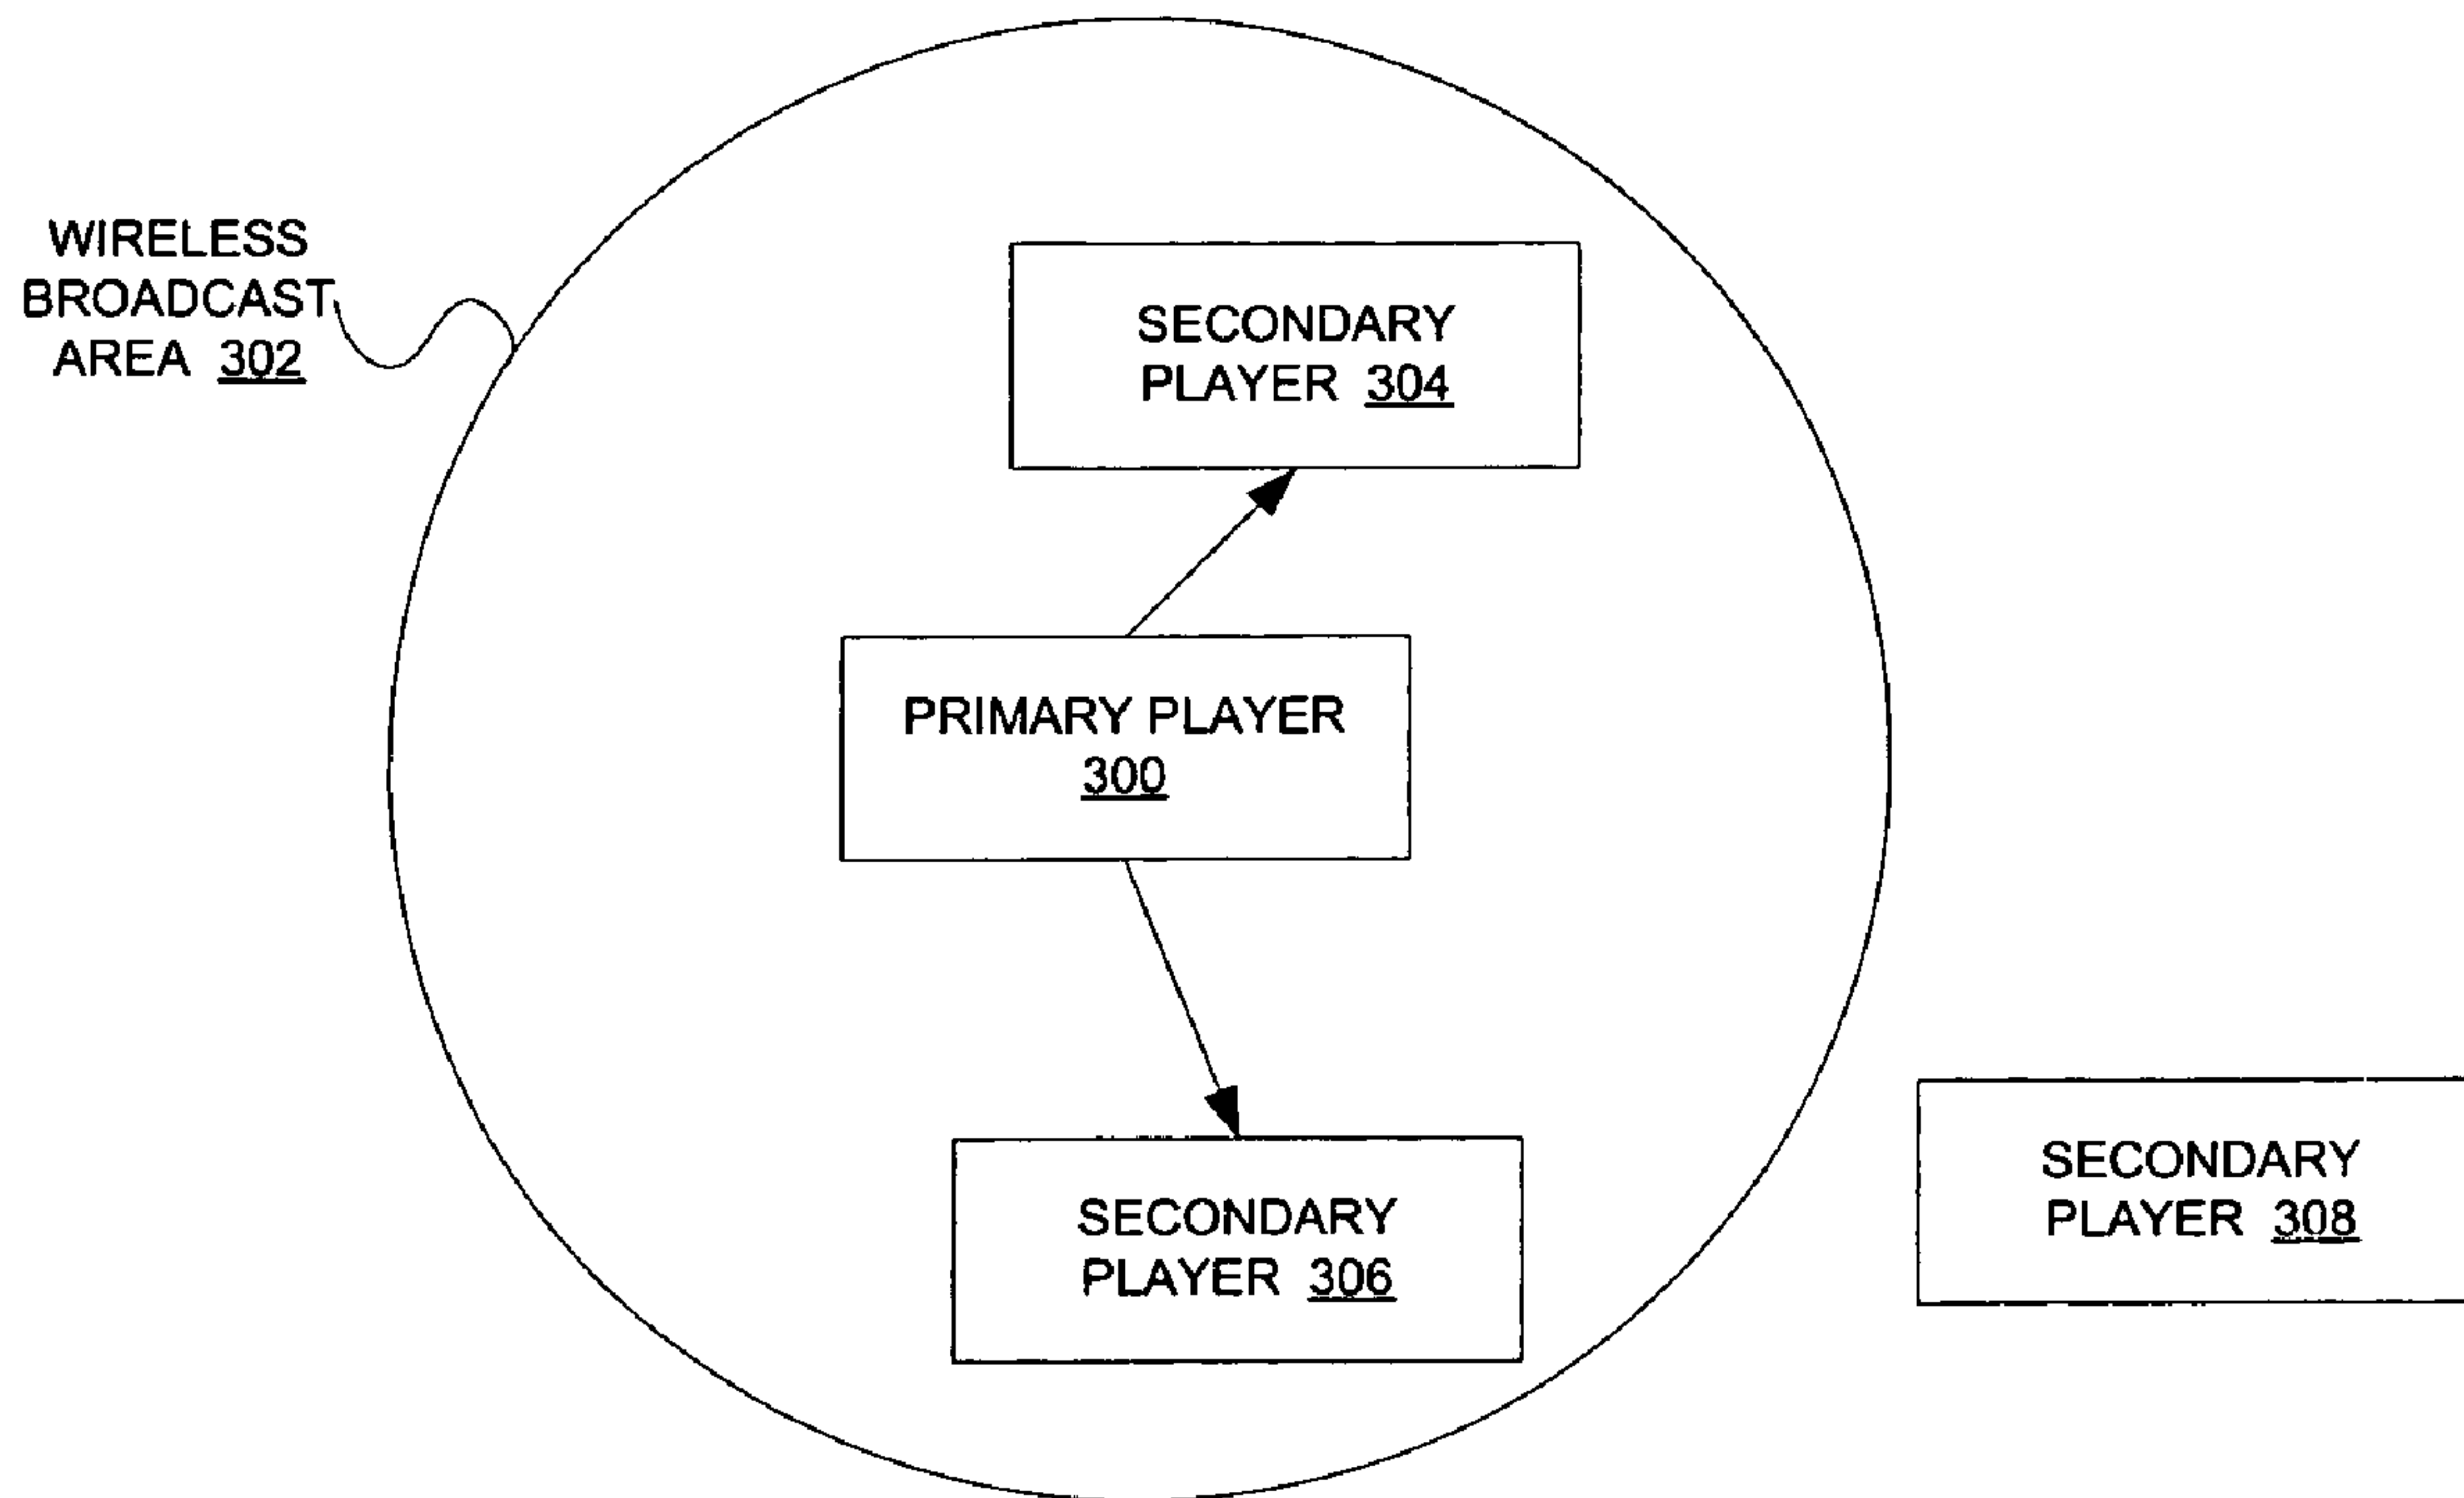 WIRELESS
BROADCAST
AREA 302
SECONDARY
PLAYER 304
PRIMARY PLAYER
300
SECONDARY
PLAYER 306
SECONDARY
PLAYER 308